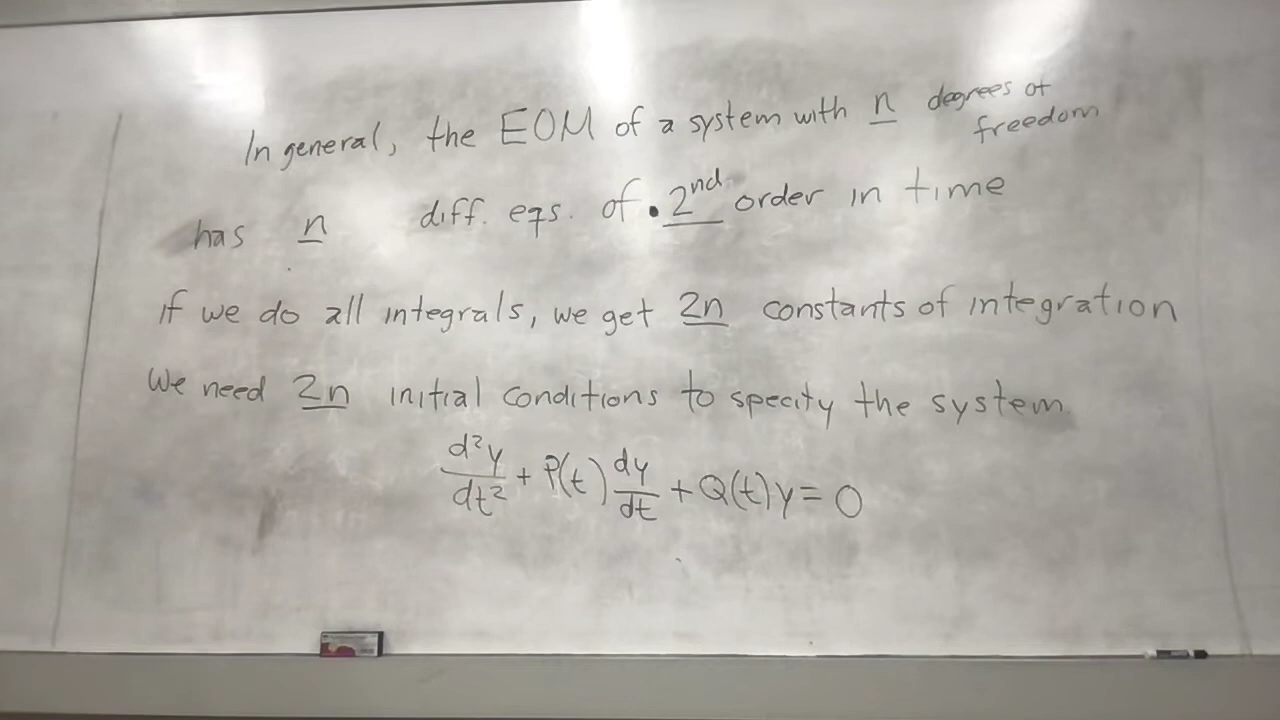 In general, the EOM of a system with n degrees of freedom
has n diff. eqs. of 2nd order in time
if we do all integrals, we get 2n constants of integration
We need 2n initial conditions to specify the system.
d²y/dt² + P(t) dy/dt + Q(t)y = 0